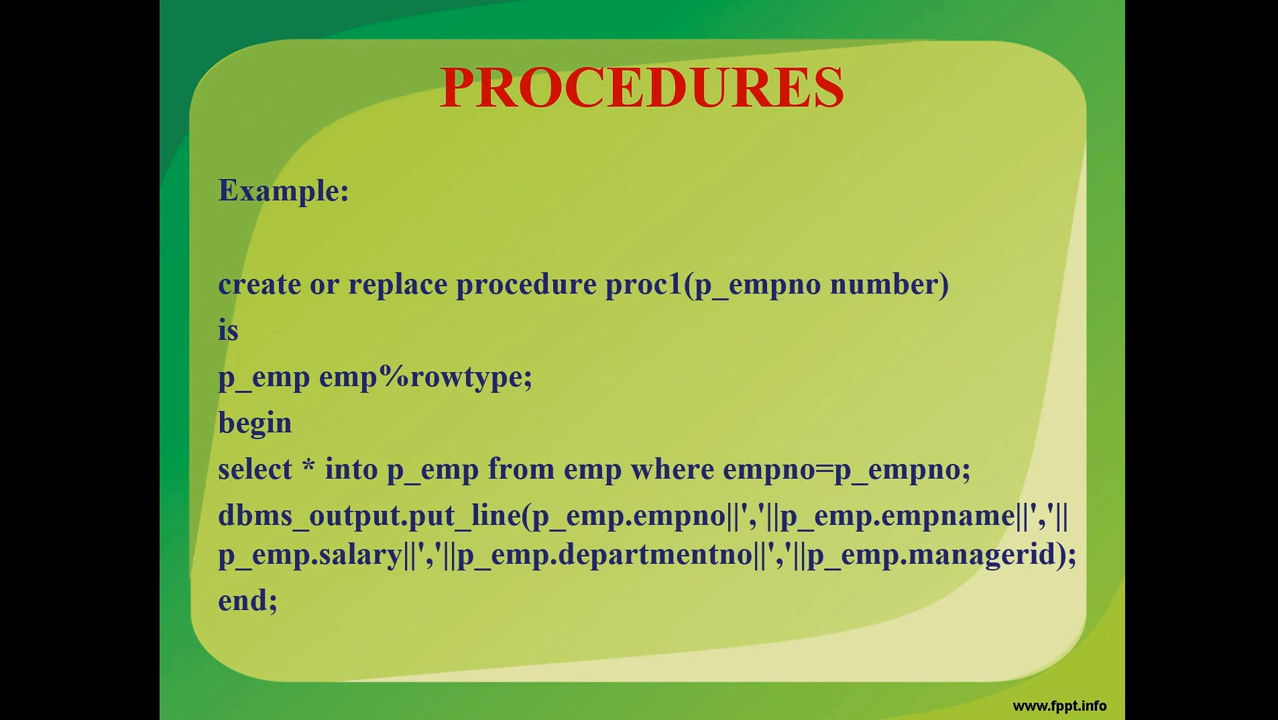 PROCEDURES
Example:
create or replace procedure proc1(p_empno number)
is
p_emp emp%rowtype;
begin
select * into p_emp from emp where empno=p_empno;
dbms_output.put_line(p_emp.empno||','||p_emp.empname||','||
p_emp.salary||','||p_emp.departmentno||','||p_emp.managerid);
end;
www.fppt.info